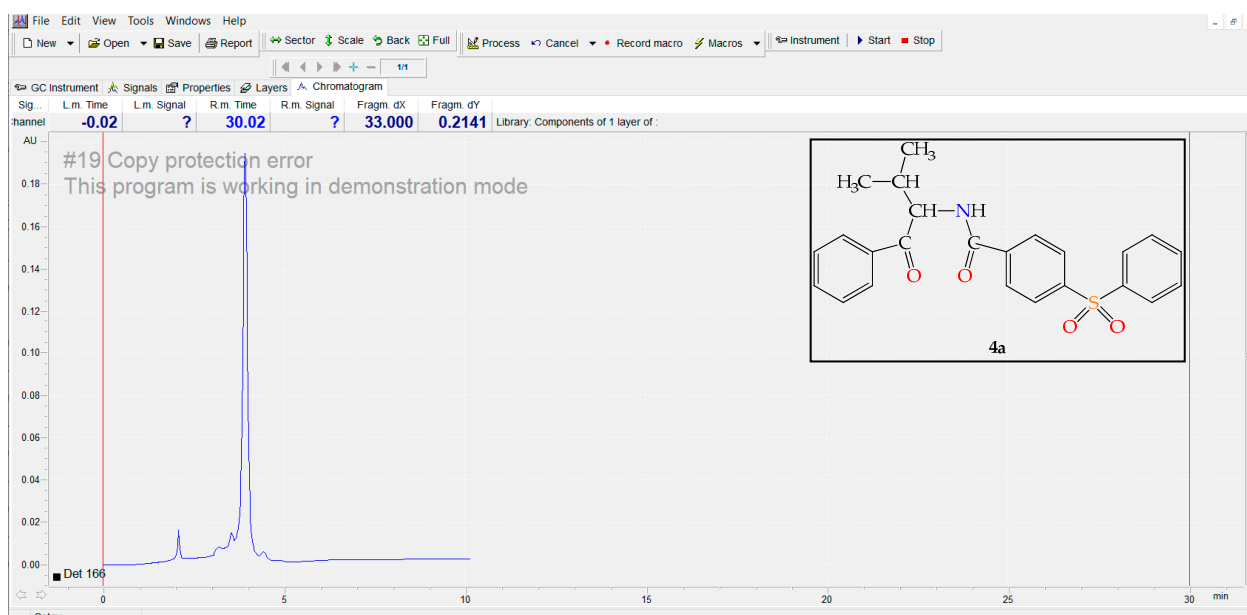 File Edit View Tools Windows Help
New Open Save Report Sector Scale Back Full Process Cancel Record macro Macros Instrument Start Stop
1/1
GC Instrument Signals Properties Layers Chromatogram
Sig... L.m. Time L.m. Signal R.m. Time R.m. Signal Fragm. dX Fragm. dY
hannel -0.02 ? 30.02 ? 33.000 0.2141 Library: Components of 1 layer of :
AU
#19 Copy protection error
This program is working in demonstration mode
0.18
0.16
0.14
0.12
0.10
0.08
0.06
0.04
0.02
0.00
CH3
H3C CH
CH NH
C C
O O
S
O O
4a
Det 166
0 5 10 15 20 25 30 min